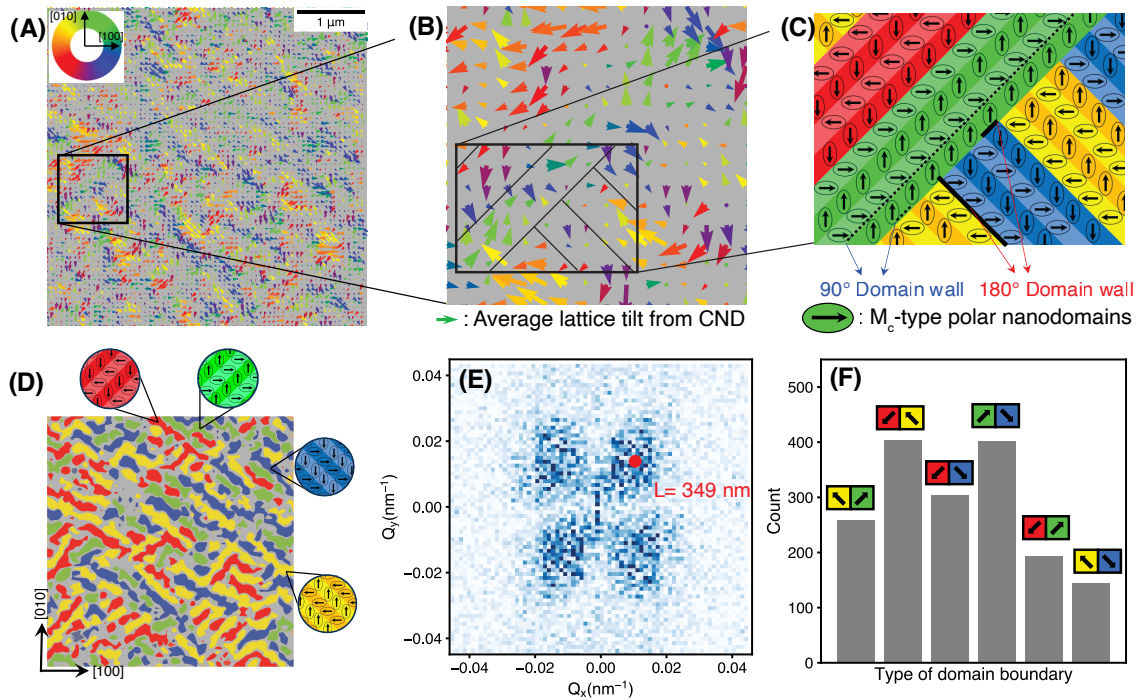 (A)
[010]
[100]
1 µm
(B)
(C)
: Average lattice tilt from CND
90° Domain wall
180° Domain wall
: Mc-type polar nanodomains
(D)
[010]
[100]
(E)
0.04
0.02
0.00
−0.02
−0.04
Qy(nm⁻¹)
L= 349 nm
−0.04
−0.02
0.00
0.02
0.04
Qx(nm⁻¹)
(F)
500
400
300
200
100
0
Count
Type of domain boundary